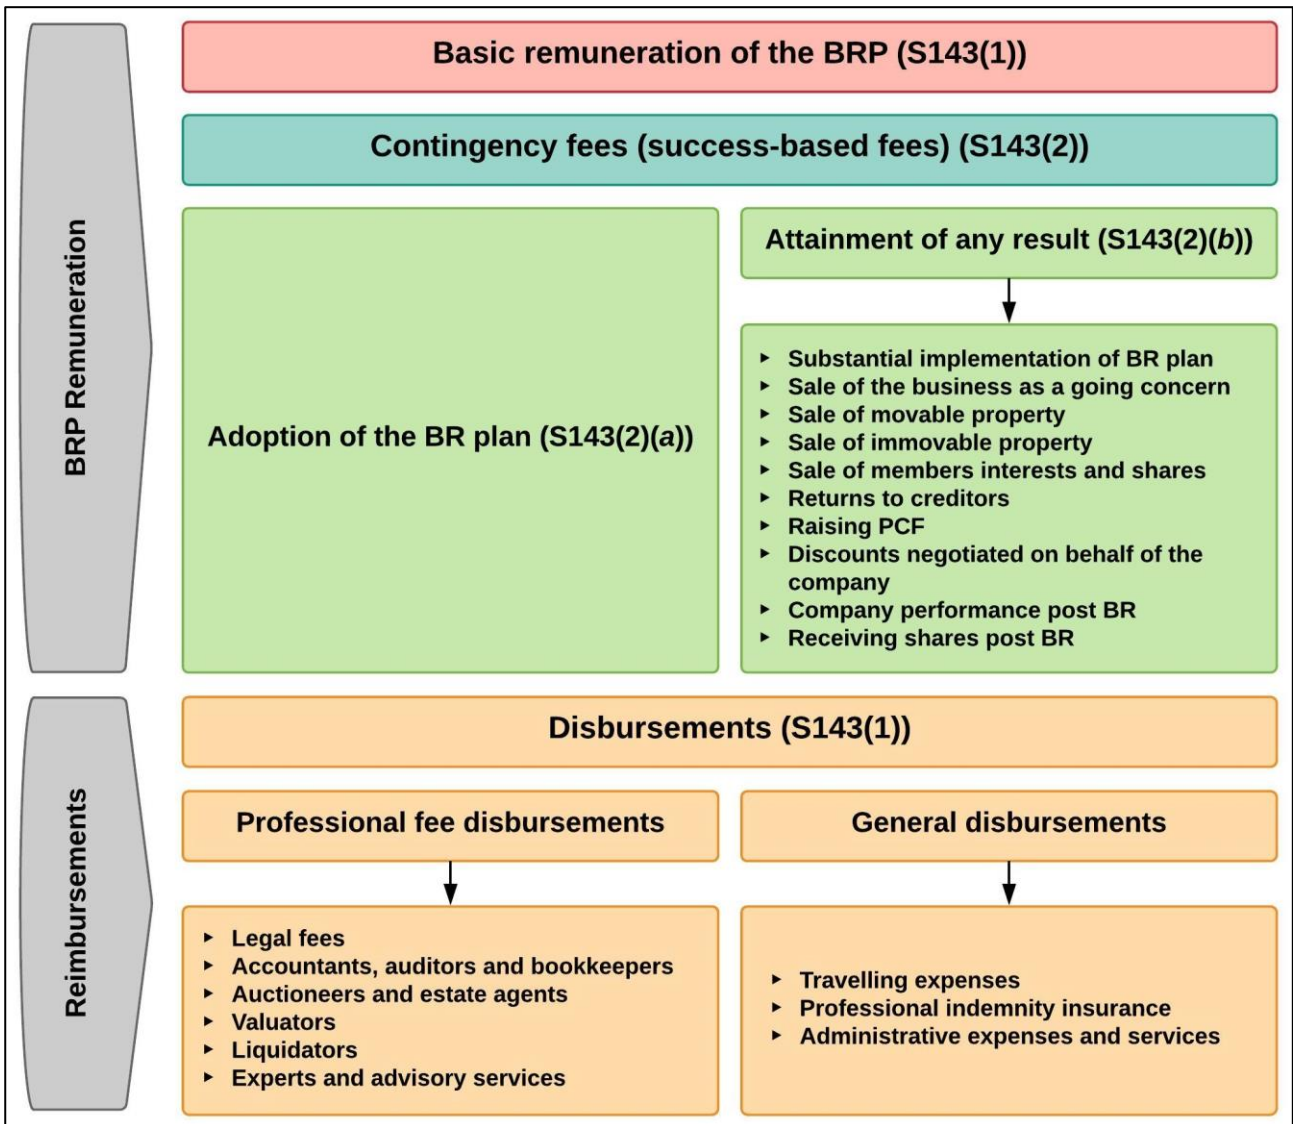 BRP Remuneration
Basic remuneration of the BRP (S143(1))
Contingency fees (success-based fees) (S143(2))
Adoption of the BR plan (S143(2)(a))
Attainment of any result (S143(2)(b))
‣ Substantial implementation of BR plan
‣ Sale of the business as a going concern
‣ Sale of movable property
‣ Sale of immovable property
‣ Sale of members interests and shares
‣ Returns to creditors
‣ Raising PCF
‣ Discounts negotiated on behalf of the
company
‣ Company performance post BR
‣ Receiving shares post BR
Reimbursements
Disbursements (S143(1))
Professional fee disbursements
‣ Legal fees
‣ Accountants, auditors and bookkeepers
‣ Auctioneers and estate agents
‣ Valuators
‣ Liquidators
‣ Experts and advisory services
General disbursements
‣ Travelling expenses
‣ Professional indemnity insurance
‣ Administrative expenses and services